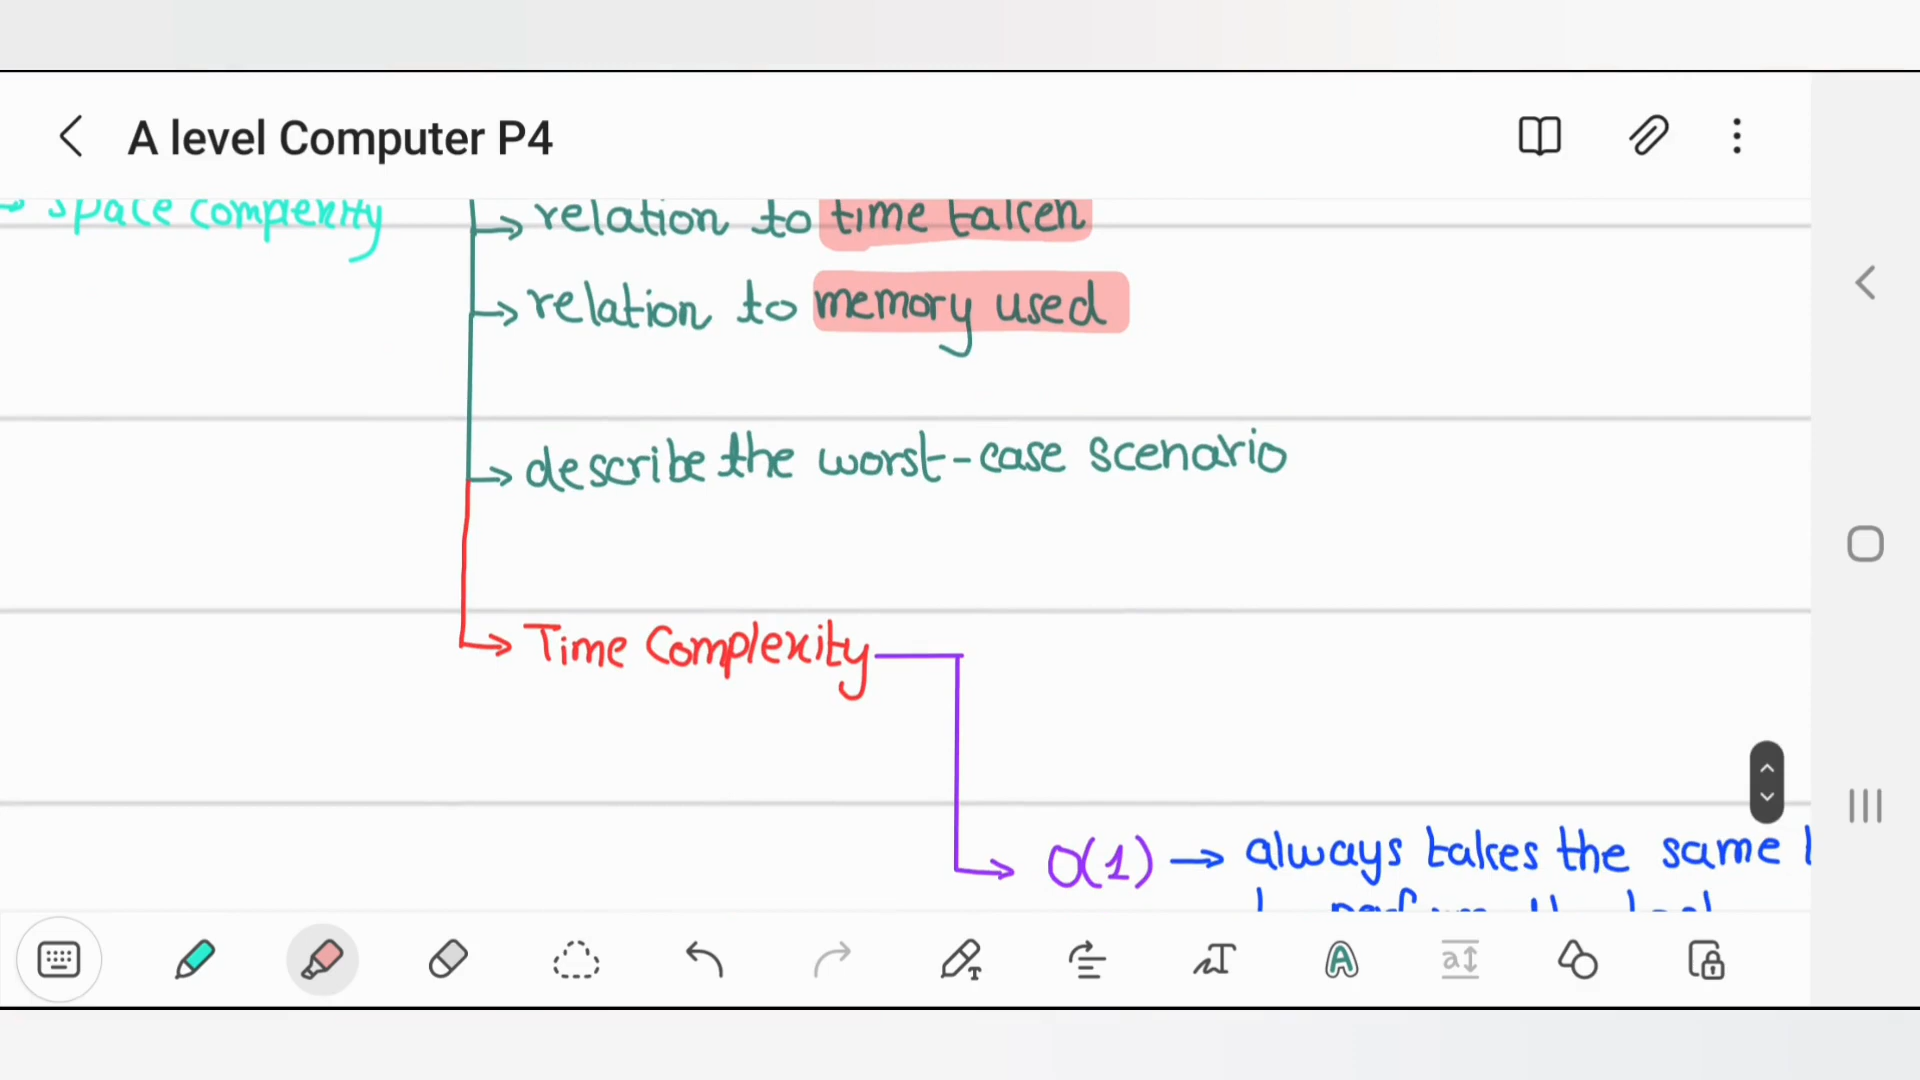 A level Computer P4
space complexity
relation to time taken
relation to memory used
describe the worst-case scenario
Time Complexity
O(1) → always takes the same